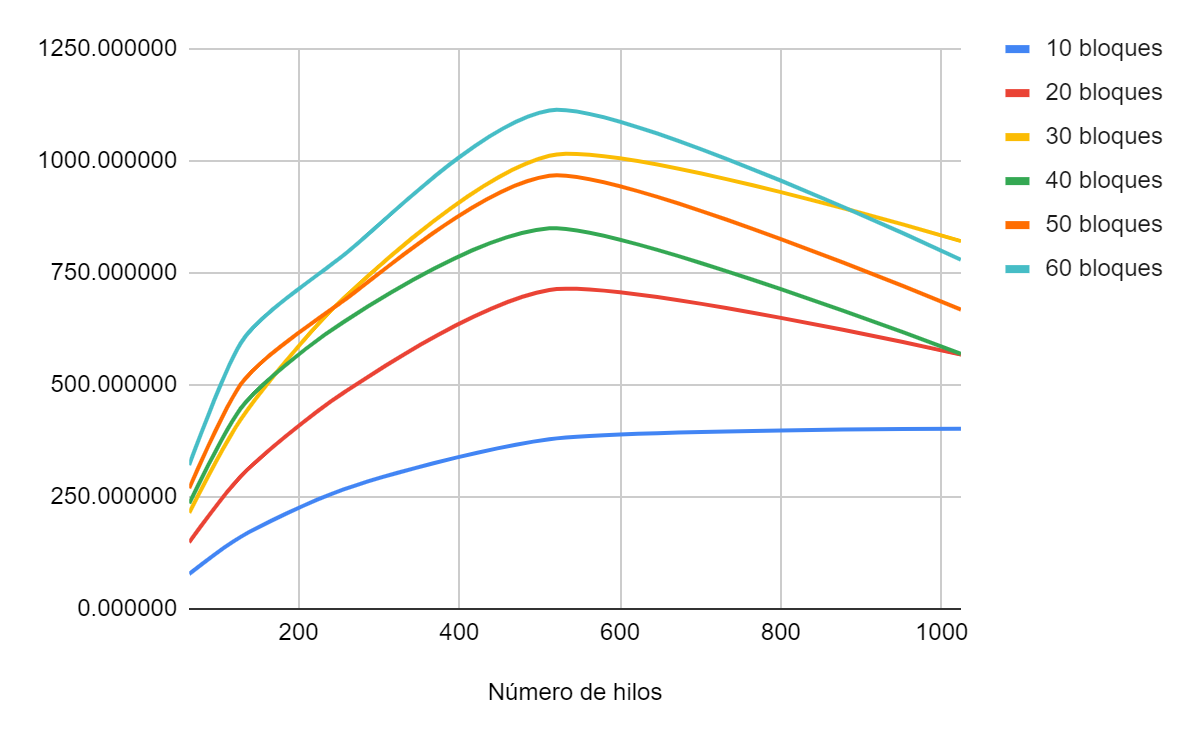 1250.000000
1000.000000
750.000000
500.000000
250.000000
0.000000
200 400 600 800 1000
Número de hilos
10 bloques
20 bloques
30 bloques
40 bloques
50 bloques
60 bloques